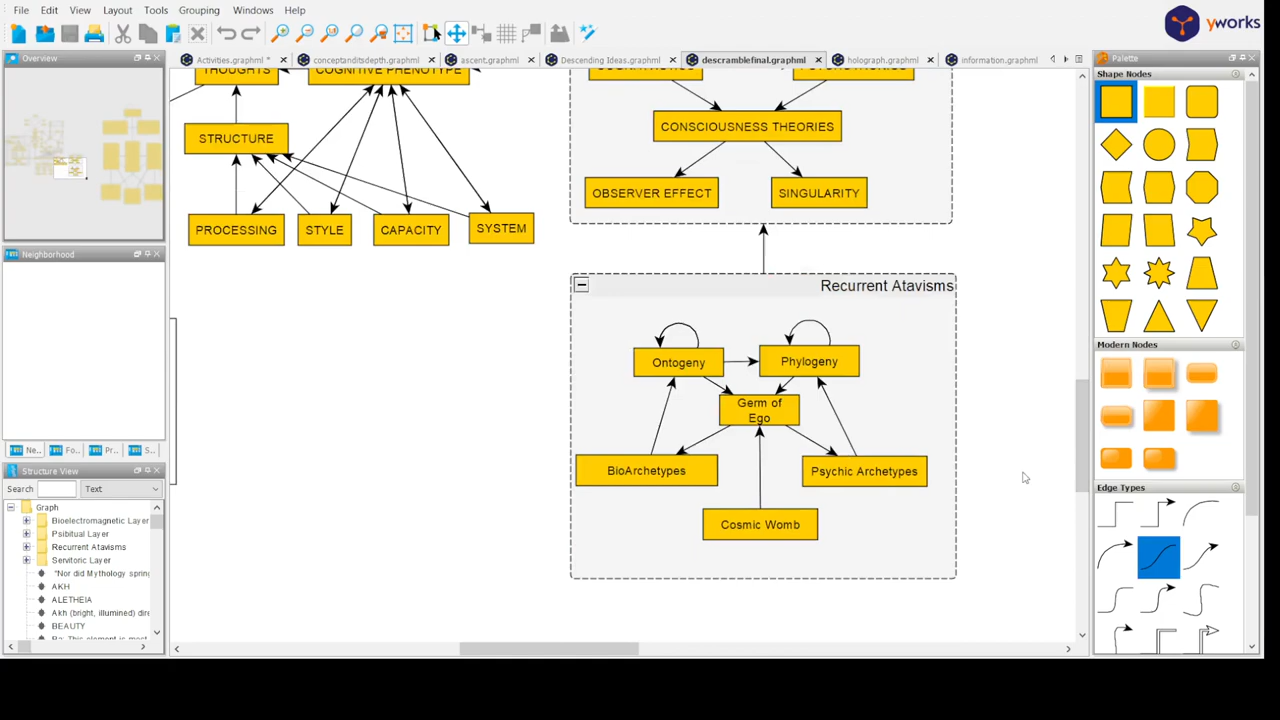 File Edit View Layout Tools Grouping Windows Help
yworks
Overview
Activities.graphml *
conceptanditsdepth.graphml
ascent.graphml
Descending Ideas.graphml
descramblefinal.graphml
holograph.graphml
information.graphml
Palette
Shape Nodes
THOUGHTS
COGNITIVE PHENOTYPE
STRUCTURE
CONSCIOUSNESS THEORIES
OBSERVER EFFECT
SINGULARITY
PROCESSING
STYLE
CAPACITY
SYSTEM
Neighborhood
Recurrent Atavisms
Modern Nodes
Ontogeny
Phylogeny
Germ of
Ego
BioArchetypes
Psychic Archetypes
Cosmic Womb
Ne...
Fo...
Pr...
S...
Structure View
Search
Text
Edge Types
Graph
Bioelectromagnetic Layer
Psibitual Layer
Recurrent Atavisms
Servitoric Layer
"Nor did Mythology spring
AKH
ALETHEIA
Akh (bright, illumined) dire
BEAUTY